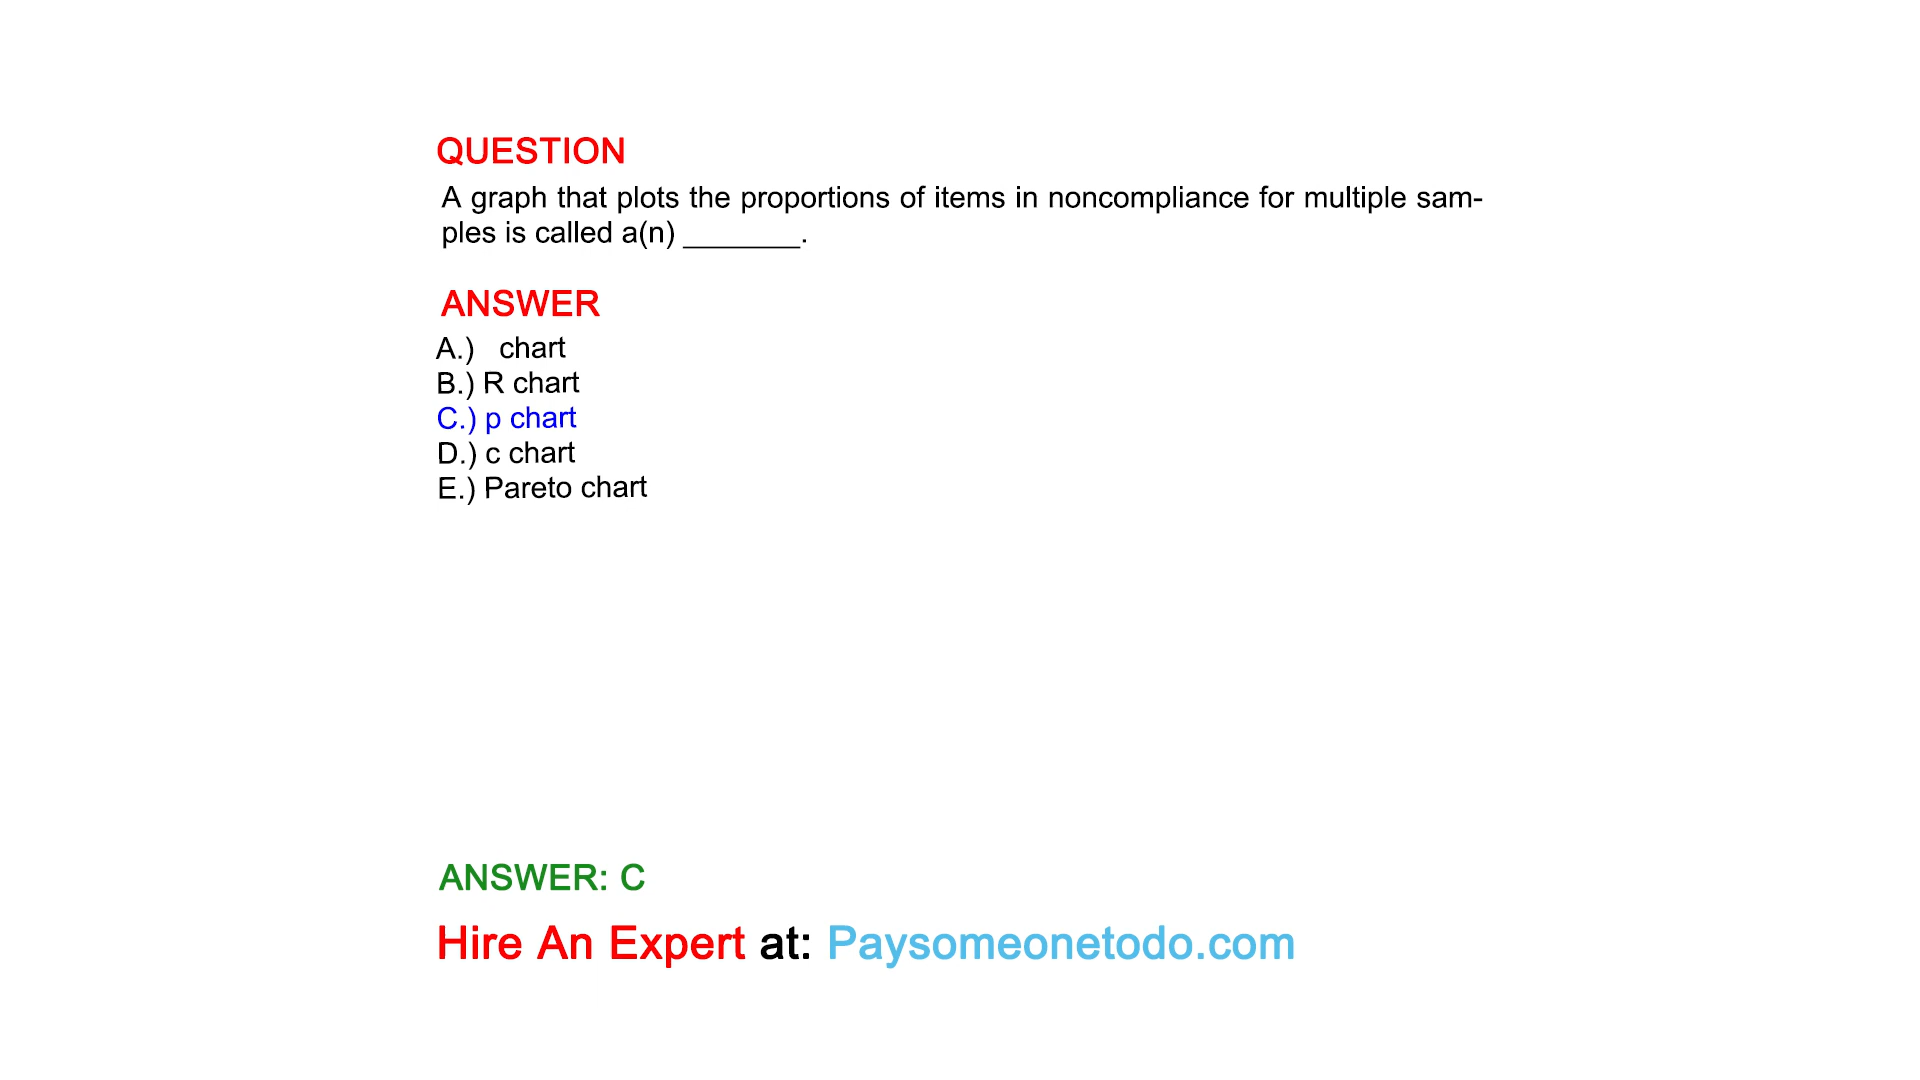 QUESTION
A graph that plots the proportions of items in noncompliance for multiple sam-
ples is called a(n) _______.
ANSWER
A.) chart
B.) R chart
C.) p chart
D.) c chart
E.) Pareto chart
ANSWER: C
Hire An Expert at: Paysomeonetodo.com